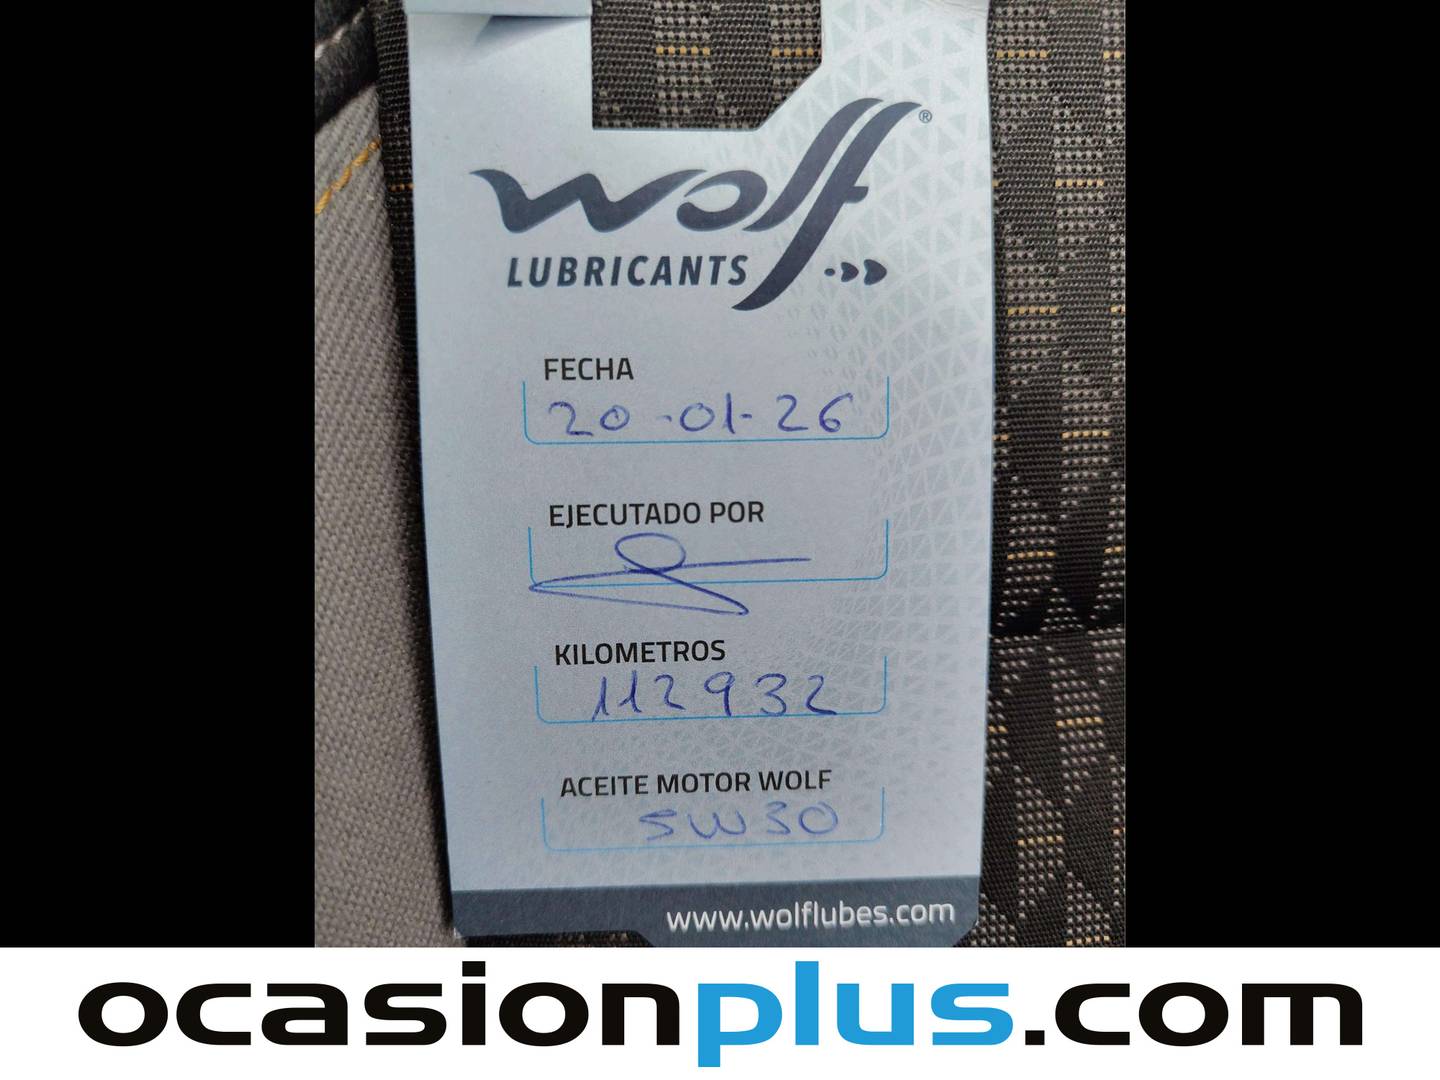 wolf®
LUBRICANTS
FECHA
20-01-26
EJECUTADO POR
KILOMETROS
112932
ACEITE MOTOR WOLF
5W30
www.wolflubes.com
ocasionplus.com